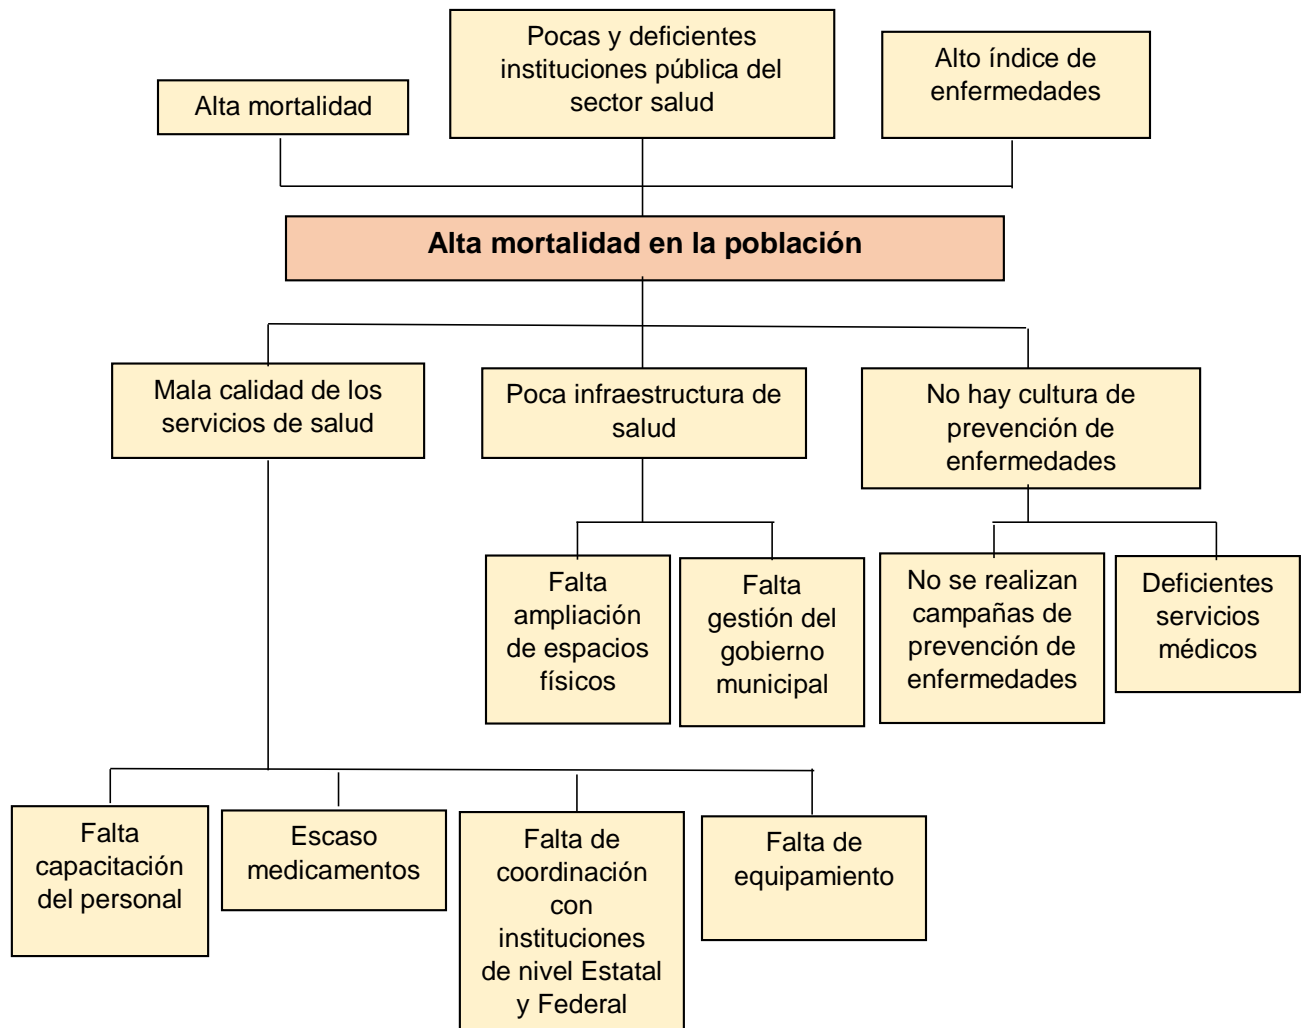 Pocas y deficientes
instituciones pública del
sector salud
Alta mortalidad
Alto índice de
enfermedades
Alta mortalidad en la población
Mala calidad de los
servicios de salud
Poca infraestructura de
salud
No hay cultura de
prevención de
enfermedades
Falta
ampliación
de espacios
físicos
Falta
gestión del
gobierno
municipal
No se realizan
campañas de
prevención de
enfermedades
Deficientes
servicios
médicos
Falta
capacitación
del personal
Escaso
medicamentos
Falta de
coordinación
con
instituciones
de nivel Estatal
y Federal
Falta de
equipamiento